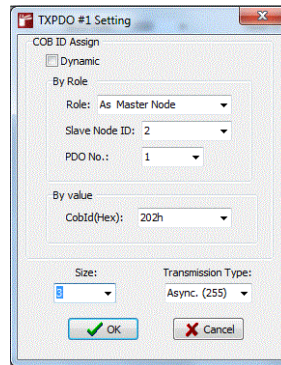 TXPDO #1 Setting
COB ID Assign
Dynamic
By Role
Role: As Master Node
Slave Node ID: 2
PDO No.: 1
By value
CobId(Hex): 202h
Size: Transmission Type:
3 Async. (255)
OK Cancel